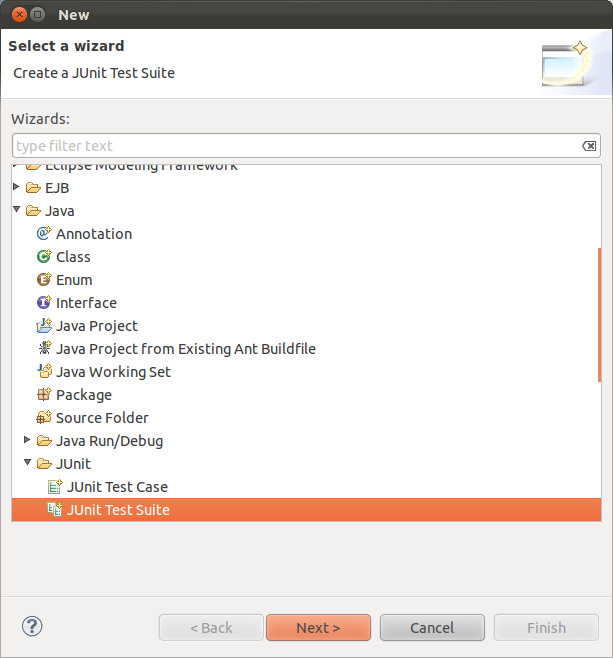 New
Select a wizard
Create a JUnit Test Suite
Wizards:
type filter text
Eclipse Modeling Framework
EJB
Java
Annotation
Class
Enum
Interface
Java Project
Java Project from Existing Ant Buildfile
Java Working Set
Package
Source Folder
Java Run/Debug
JUnit
JUnit Test Case
JUnit Test Suite
< Back Next > Cancel Finish